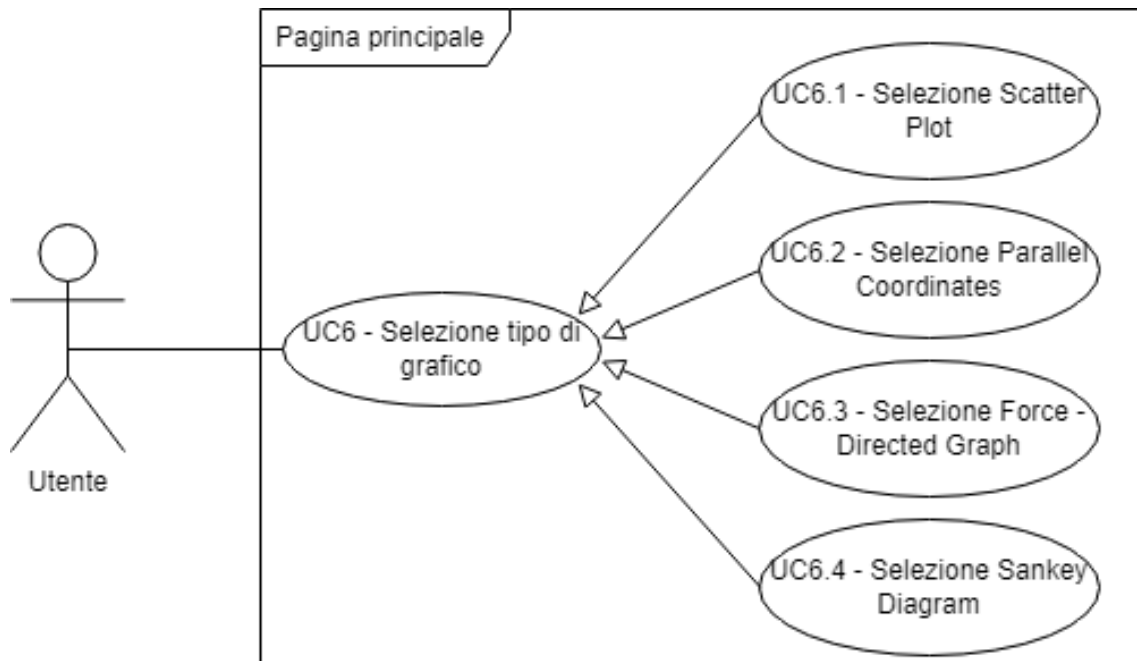 Pagina principale
UC6.1 - Selezione Scatter
Plot
UC6.2 - Selezione Parallel
Coordinates
UC6 - Selezione tipo di
grafico
UC6.3 - Selezione Force -
Directed Graph
Utente
UC6.4 - Selezione Sankey
Diagram